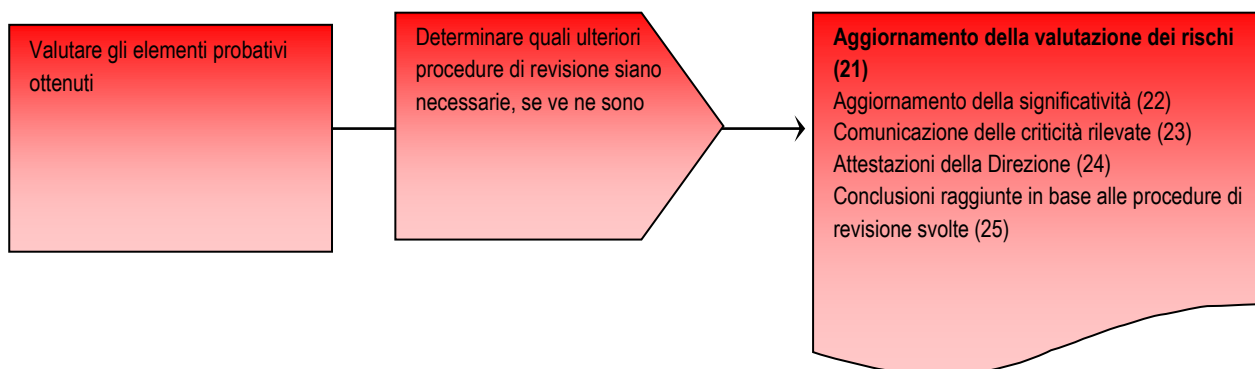 Valutare gli elementi probativi
ottenuti
Determinare quali ulteriori
procedure di revisione siano
necessarie, se ve ne sono
Aggiornamento della valutazione dei rischi
(21)
Aggiornamento della significatività (22)
Comunicazione delle criticità rilevate (23)
Attestazioni della Direzione (24)
Conclusioni raggiunte in base alle procedure di
revisione svolte (25)